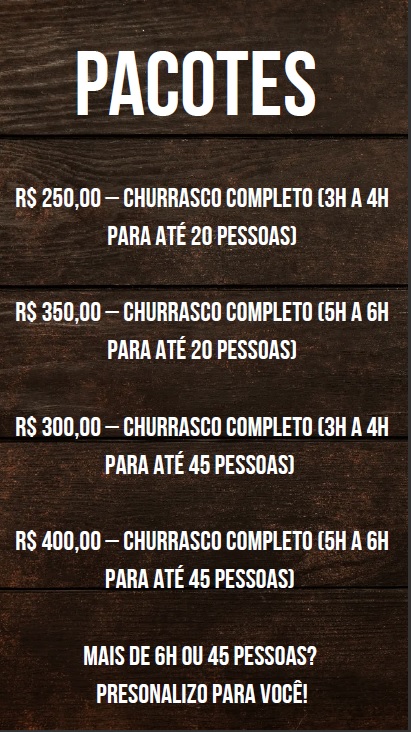 PACOTES
R$ 250,00 – CHURRASCO COMPLETO (3H A 4H
PARA ATÉ 20 PESSOAS)
R$ 350,00 – CHURRASCO COMPLETO (5H A 6H
PARA ATÉ 20 PESSOAS)
R$ 300,00 – CHURRASCO COMPLETO (3H A 4H
PARA ATÉ 45 PESSOAS)
R$ 400,00 – CHURRASCO COMPLETO (5H A 6H
PARA ATÉ 45 PESSOAS)
MAIS DE 6H OU 45 PESSOAS?
PRESONALIZO PARA VOCÊ!